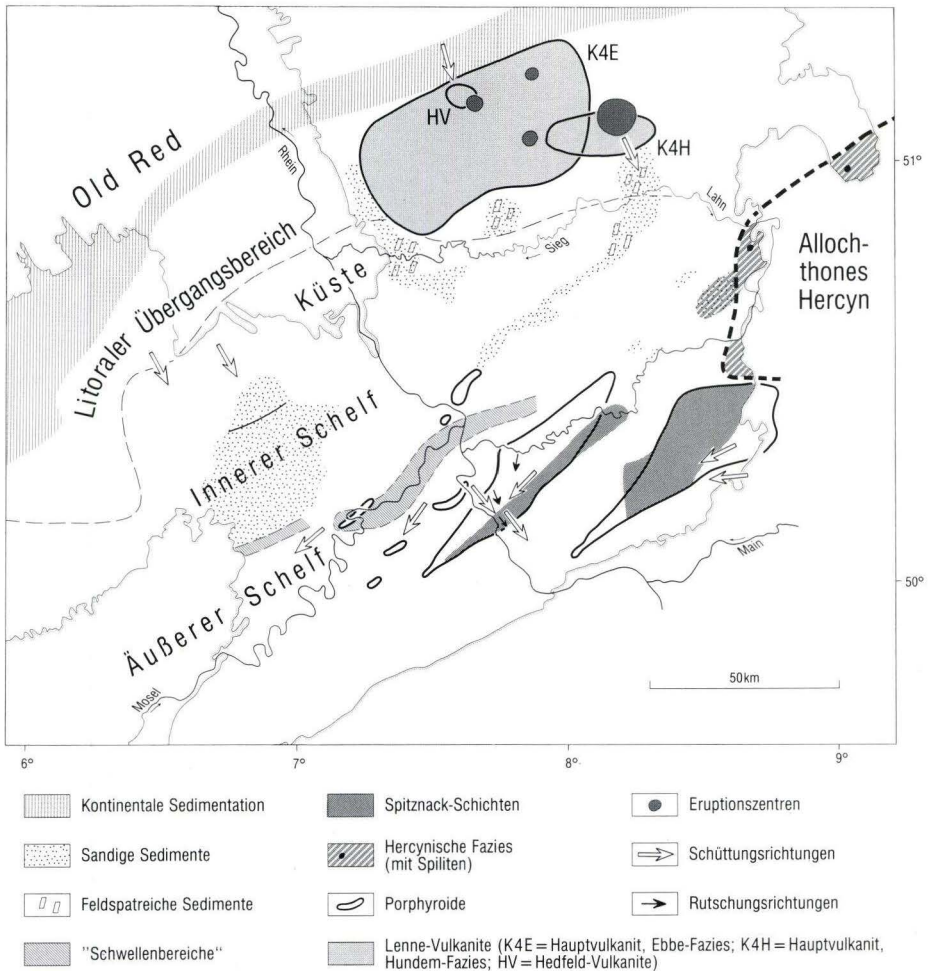 K4E
HV
K4H
51°
Old Red
Rhein
Lahn
Sieg
Alloch-
thones
Hercyn
Litoraler Übergangsbereich
Küste
Innerer Schelf
Äußerer Schelf
Main
50°
Mosel
50km
6°
7°
8°
9°
Kontinentale Sedimentation
Sandige Sedimente
Feldspatreiche Sedimente
"Schwellenbereiche"
Spitznack-Schichten
Hercynische Fazies
(mit Spiliten)
Porphyroide
Lenne-Vulkanite (K4E = Hauptvulkanit, Ebbe-Fazies; K4H = Hauptvulkanit,
Hundem-Fazies; HV = Hedfeld-Vulkanite)
Eruptionszentren
Schüttungsrichtungen
Rutschungsrichtungen